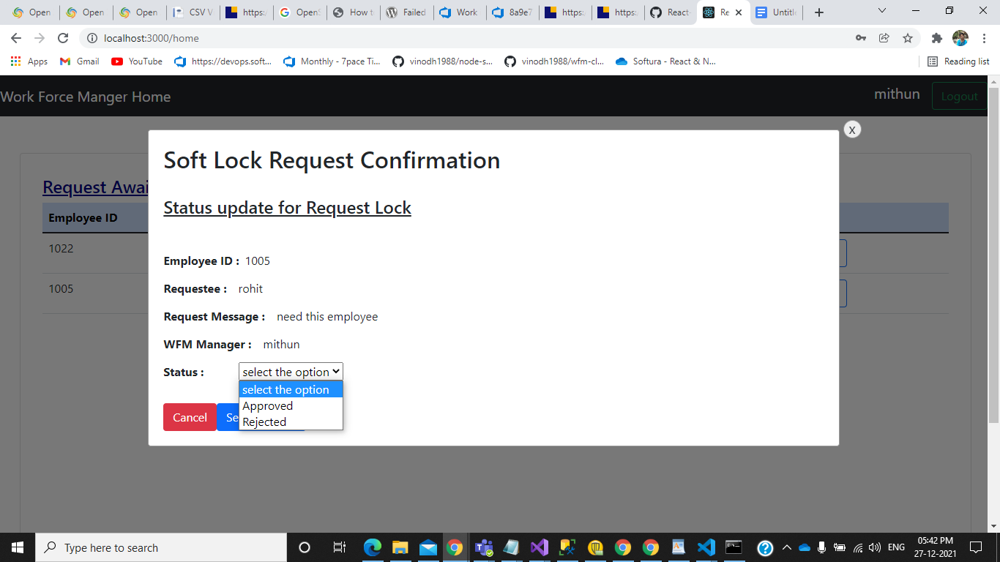 Open
Open
Open
CSV V
https:/
OpenS
How t
Failed
Work
8a9e7
https:
https:
React-
Re
Untitl
localhost:3000/home
Apps
Gmail
YouTube
https://devops.soft...
Monthly - 7pace Ti...
vinodh1988/node-s...
vinodh1988/wfm-cl...
Softura - React & N...
Reading list
Work Force Manger Home
mithun
Logout
X
Soft Lock Request Confirmation
Request Awai
Status update for Request Lock
Employee ID
1022
1005
Employee ID : 1005
Requestee : rohit
Request Message : need this employee
WFM Manager : mithun
Status : select the option
select the option
Approved
Rejected
Cancel
Se
Type here to search
ENG
05:42 PM
27-12-2021